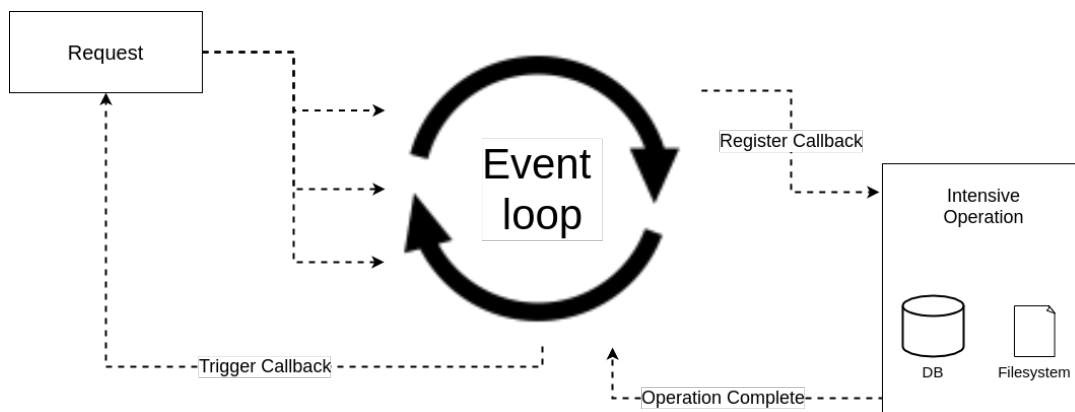 Request
Event
loop
Register Callback
Intensive
Operation
DB
Filesystem
Trigger Callback
Operation Complete